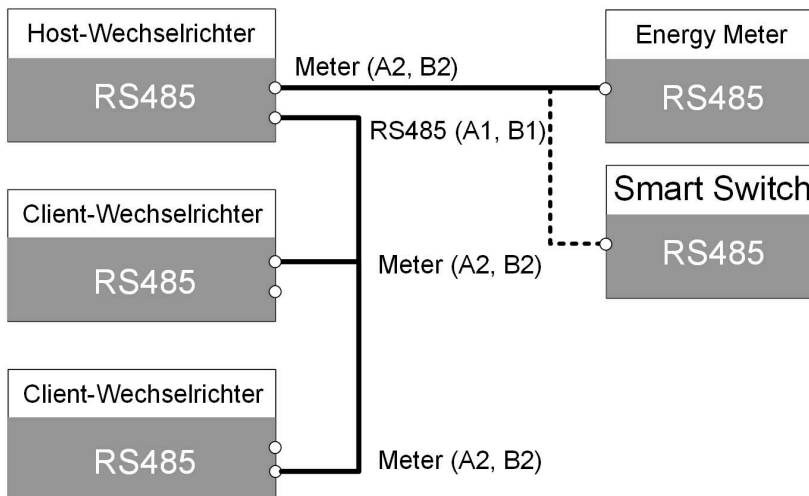 Host-Wechselrichter
RS485
Meter (A2, B2)
Energy Meter
RS485
RS485 (A1, B1)
Smart Switch
RS485
Client-Wechselrichter
RS485
Meter (A2, B2)
Client-Wechselrichter
RS485
Meter (A2, B2)